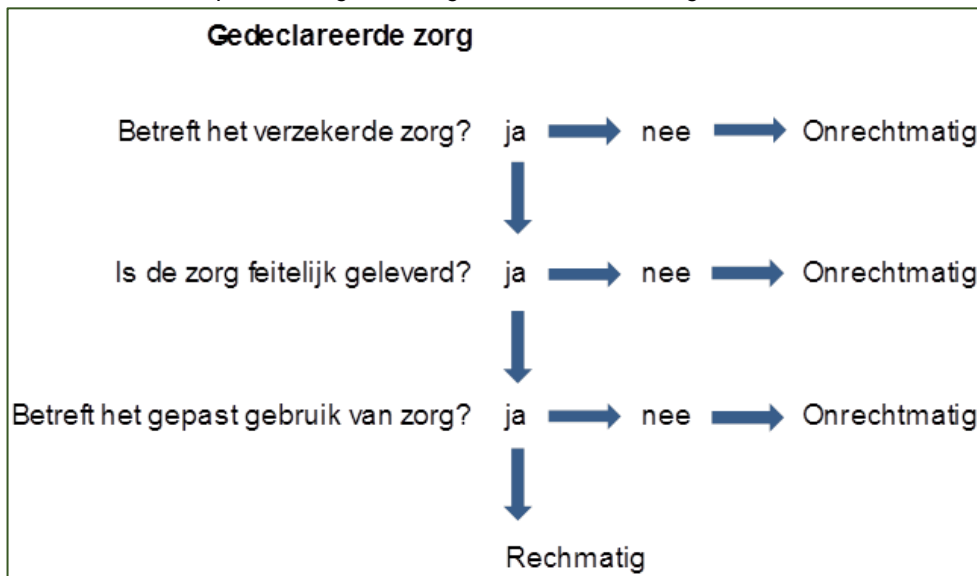 Gedeclareerde zorg
Betreft het verzekerde zorg? ja nee Onrechtmatig
Is de zorg feitelijk geleverd? ja nee Onrechtmatig
Betreft het gepast gebruik van zorg? ja nee Onrechtmatig
Rechmatig